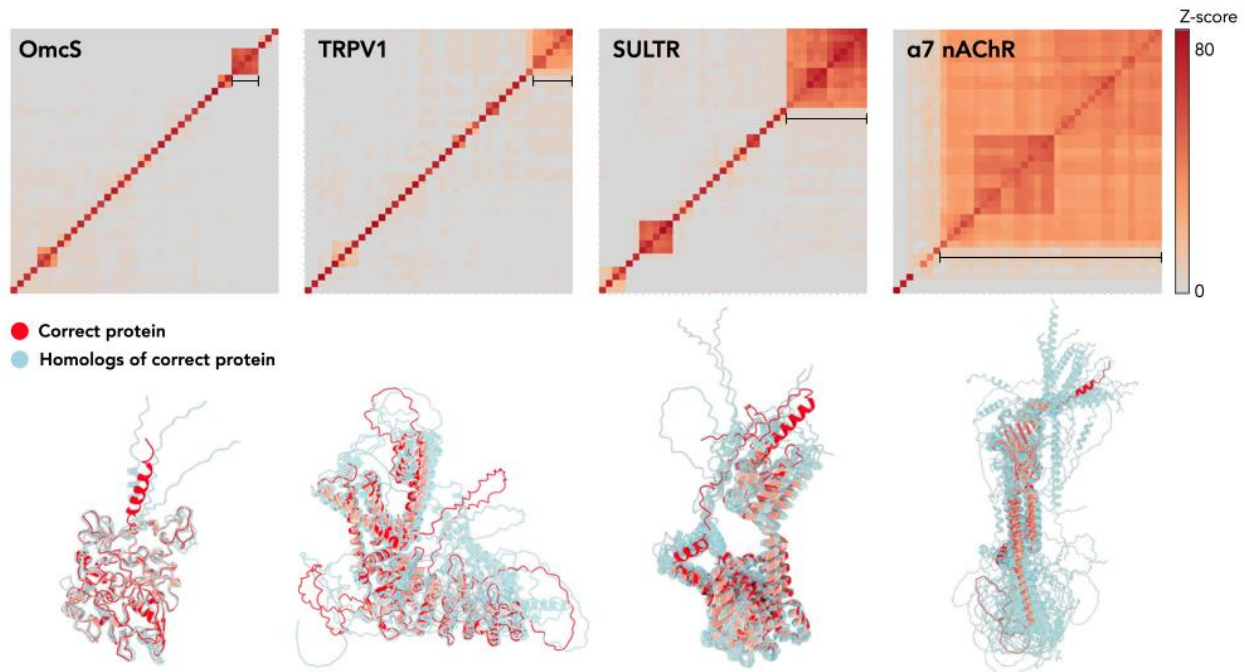 Z-score
OmcS
TRPV1
SULTR
α7 nAChR
80
0
Correct protein
Homologs of correct protein